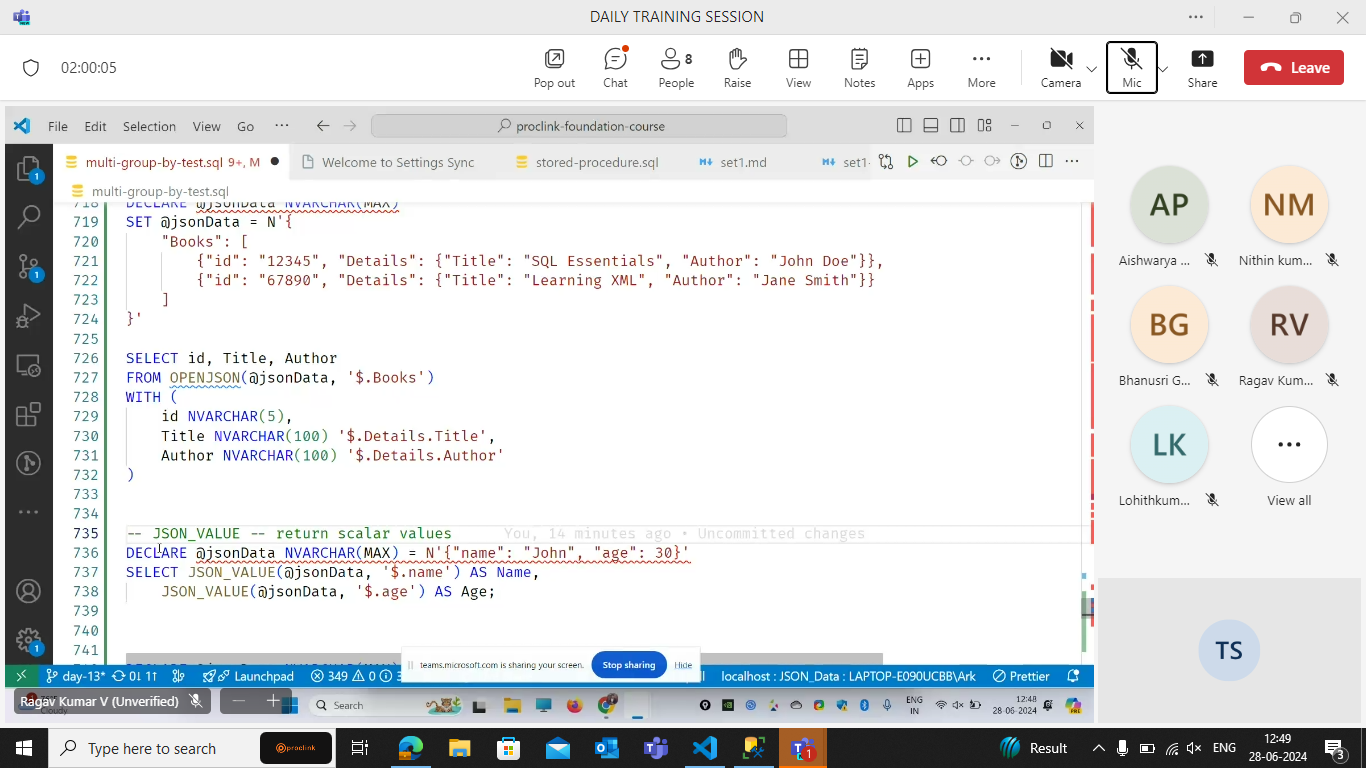 DAILY TRAINING SESSION
02:00:05
Pop out
Chat
People
8
Raise
View
Notes
Apps
More
Camera
Mic
Share
Leave
File Edit Selection View Go
proclink-foundation-course
multi-group-by-test.sql 9+, M
Welcome to Settings Sync
stored-procedure.sql
set1.md
set1
multi-group-by-test.sql
718 DECLARE @jsonData NVARCHAR(MAX)
719 SET @jsonData = N'{
720 "Books": [
721 {"id": "12345", "Details": {"Title": "SQL Essentials", "Author": "John Doe"}},
722 {"id": "67890", "Details": {"Title": "Learning XML", "Author": "Jane Smith"}}
723 ]
724 }'
725
726 SELECT id, Title, Author
727 FROM OPENJSON(@jsonData, '$.Books')
728 WITH (
729 id NVARCHAR(5),
730 Title NVARCHAR(100) '$.Details.Title',
731 Author NVARCHAR(100) '$.Details.Author'
732 )
733
734
735 -- JSON_VALUE -- return scalar values You, 14 minutes ago • Uncommitted changes
736 DECLARE @jsonData NVARCHAR(MAX) = N'{"name": "John", "age": 30}'
737 SELECT JSON_VALUE(@jsonData, '$.name') AS Name,
738 JSON_VALUE(@jsonData, '$.age') AS Age;
739
740
741
teams.microsoft.com is sharing your screen.
Stop sharing
Hide
day-13* 0↓ 1↑ Launchpad 349 0
localhost : JSON_Data : LAPTOP-E090UCBB\Ark
Prettier
Ragav Kumar V (Unverified)
Search
ENG
IN
12:48
28-06-2024
AP
Aishwarya ...
NM
Nithin kum...
BG
Bhanusri G...
RV
Ragav Kum...
LK
Lohithkum...
View all
TS
Type here to search
proclink
Result
ENG
12:49
28-06-2024
3